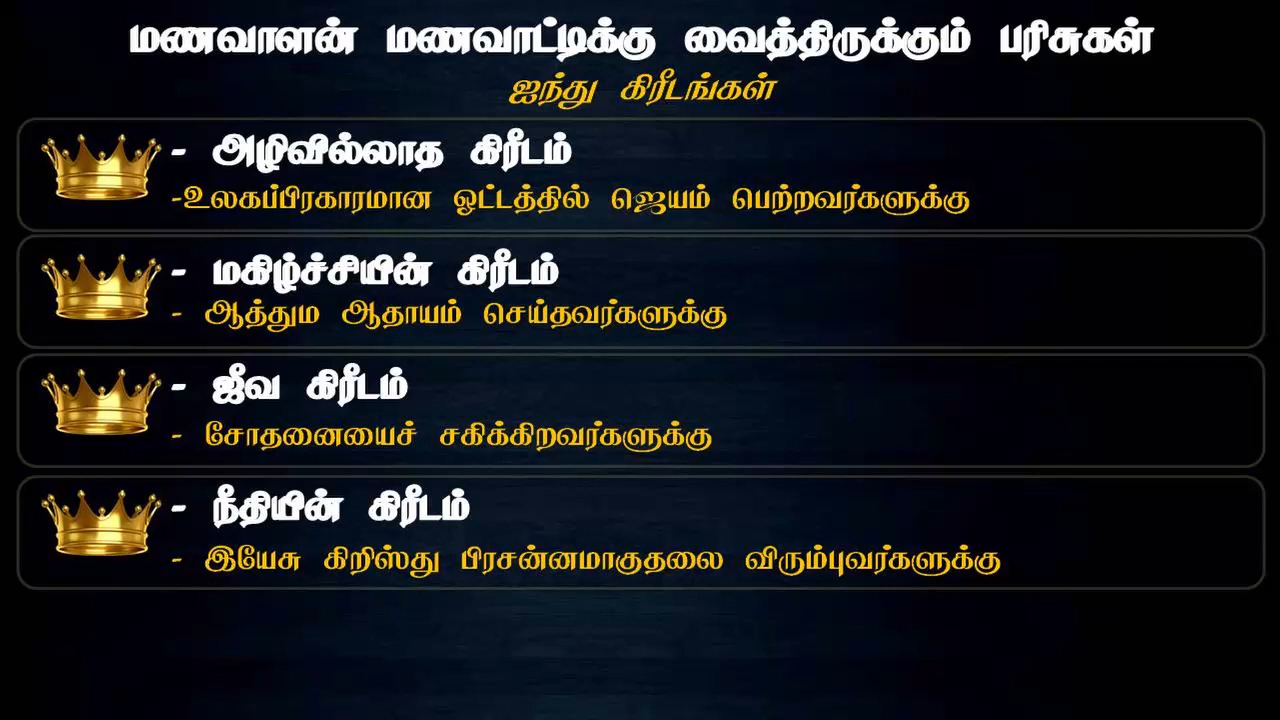 மணவாளன் மணவாட்டிக்கு வைத்திருக்கும் பரிசுகள்
ஐந்து கிரீடங்கள்
- அழிவில்லாத கிரீடம்
-உலகப்பிரகாரமான ஓட்டத்தில் ஜெயம் பெற்றவர்களுக்கு
- மகிழ்ச்சியின் கிரீடம்
- ஆத்தும ஆதாயம் செய்தவர்களுக்கு
- ஜீவ கிரீடம்
- சோதனையைச் சகிக்கிறவர்களுக்கு
- நீதியின் கிரீடம்
- இயேசு கிறிஸ்து பிரசன்னமாகுதலை விரும்புவர்களுக்கு